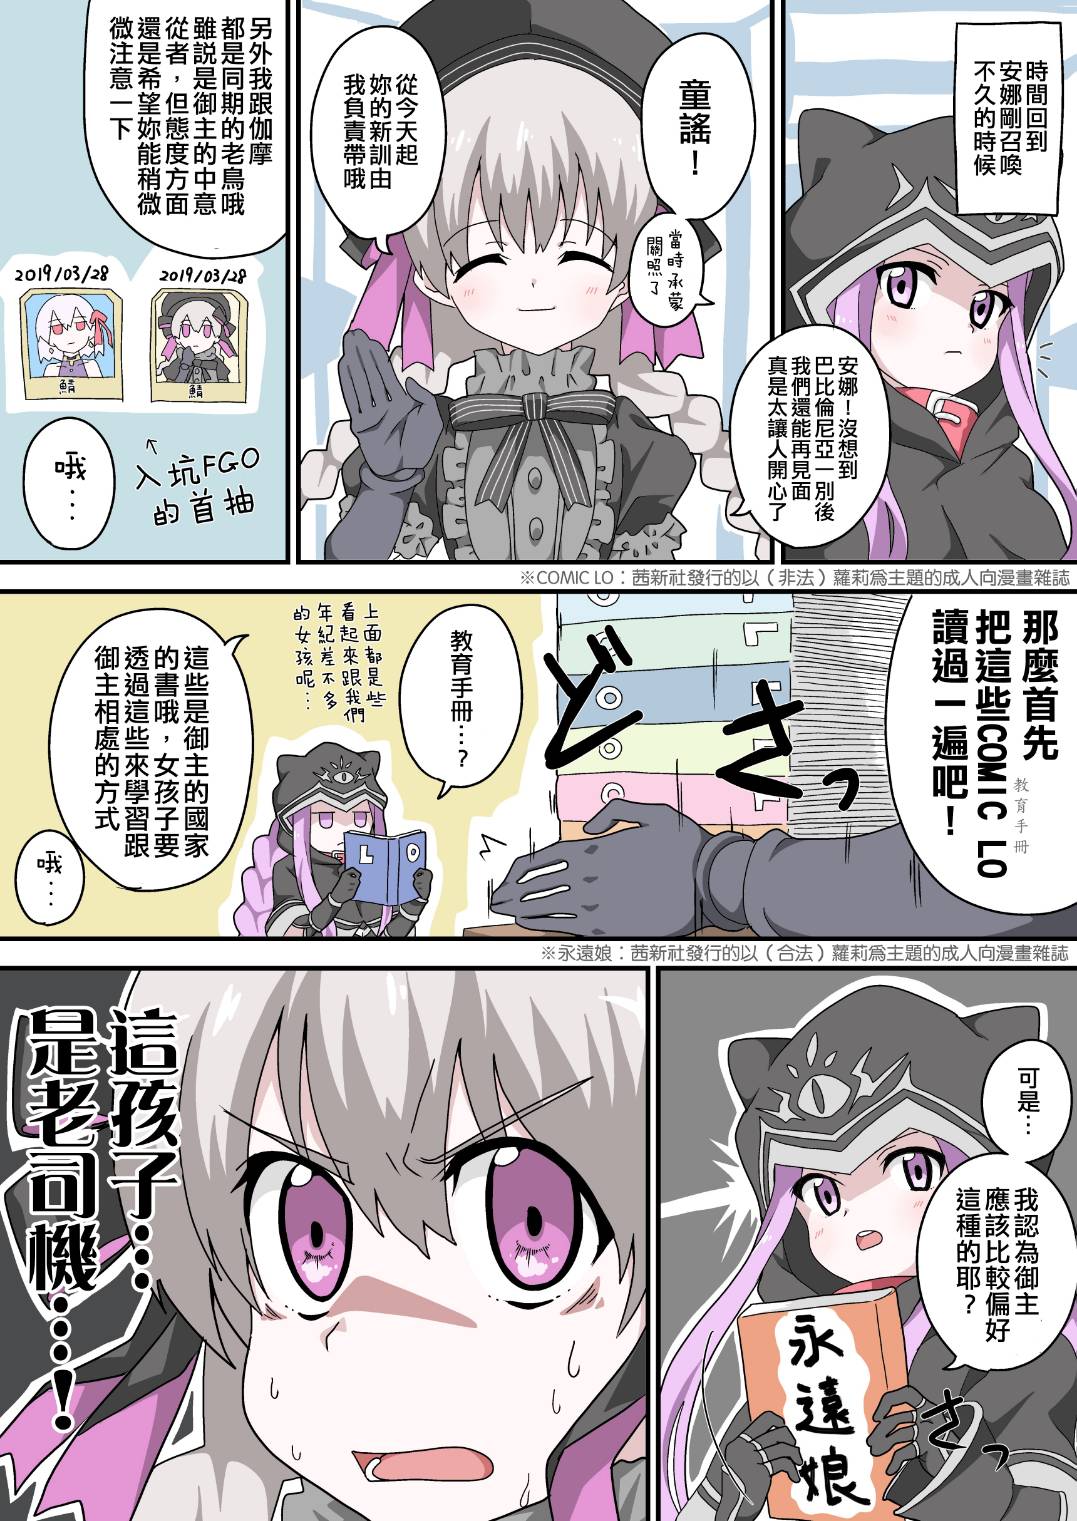 時間回到
安娜剛召喚
不久的時候
童謠！
當時承蒙
關照了
安娜！沒想到
巴比倫尼亞一別後
我們還能再見面
真是太讓人開心了
從今天起
妳的新訓由
我負責帶哦
另外我跟伽摩
都是同期的老鳥哦
雖説是御主的中意
從者，但態度方面
還是希望妳能稍微
微注意一下
2019/03/28
2019/03/28
鯖
鯖
↑入坑FGO
的首抽
哦…
※COMIC LO：茜新社發行的以（非法）蘿莉為主題的成人向漫畫雜誌
那麼首先
把這些COMIC LO
教育手冊
讀過一遍吧！
O
L
O
L
O
どさっ
教育手冊…？
上面都是些
看起來跟我們
年紀差不多
的女孩呢…
L O
這些是御主的國家
的書哦，女孩子要
透過這些來學習跟
御主相處的方式
哦…
※永遠娘：茜新社發行的以（合法）蘿莉為主題的成人向漫畫雜誌
可是…
我認為御主
應該比較偏好
這種的耶？
永遠娘
さっ
這孩子…
是老司機…！